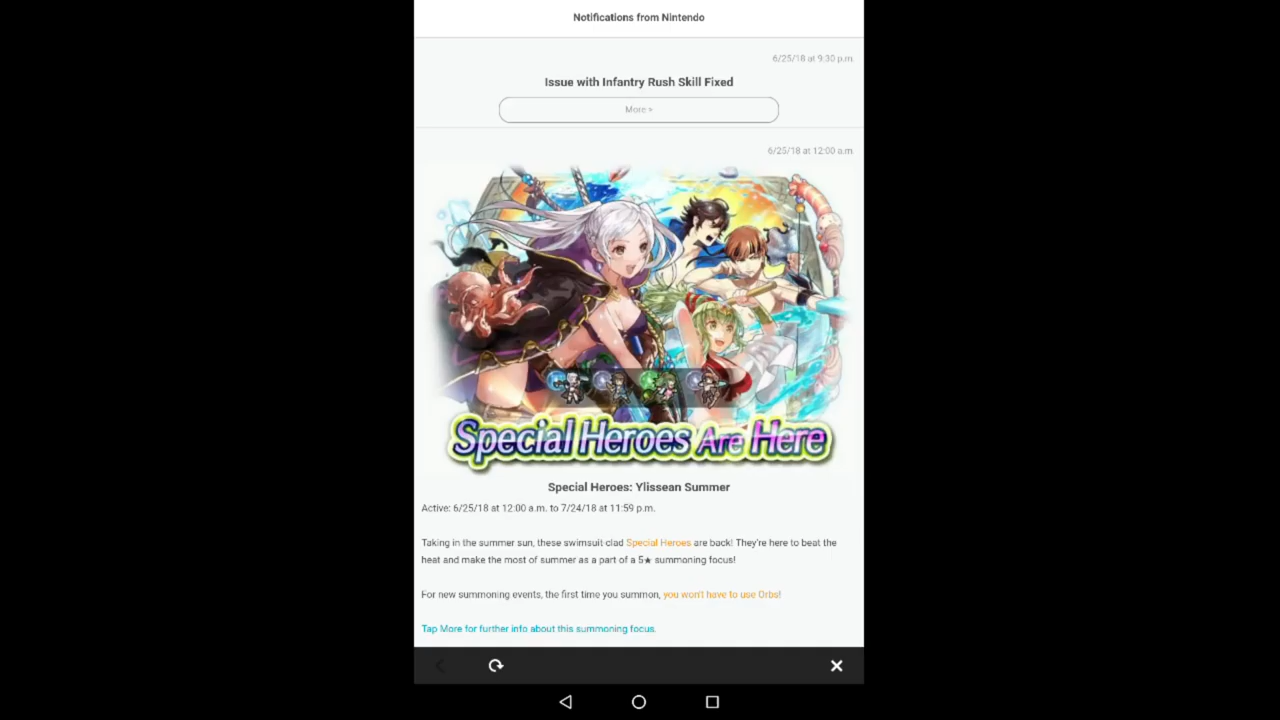 Notifications from Nintendo
6/25/18 at 9:30 p.m.
Issue with Infantry Rush Skill Fixed
More >
6/25/18 at 12:00 a.m.
Special Heroes Are Here
Special Heroes: Ylissean Summer
Active: 6/25/18 at 12:00 a.m. to 7/24/18 at 11:59 p.m.
Taking in the summer sun, these swimsuit-clad Special Heroes are back! They're here to beat the
heat and make the most of summer as a part of a 5★ summoning focus!
For new summoning events, the first time you summon, you won't have to use Orbs!
Tap More for further info about this summoning focus.